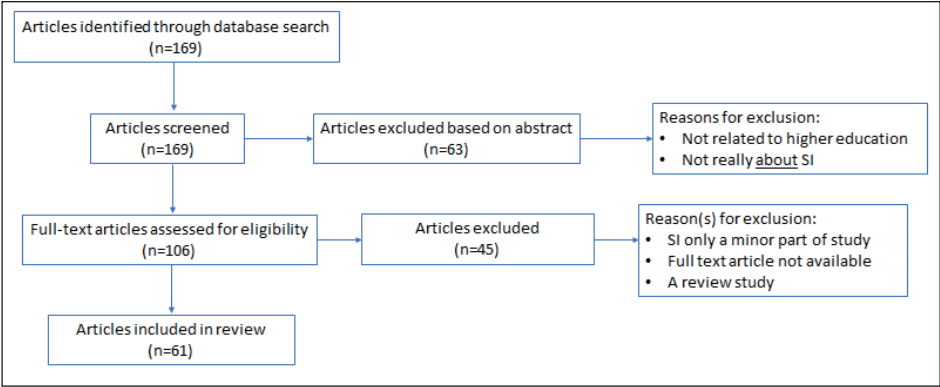 Articles identified through database search
(n=169)
Articles screened
(n=169)
Articles excluded based on abstract
(n=63)
Reasons for exclusion:
• Not related to higher education
• Not really about SI
Full-text articles assessed for eligibility
(n=106)
Articles excluded
(n=45)
Reason(s) for exclusion:
• SI only a minor part of study
• Full text article not available
• A review study
Articles included in review
(n=61)